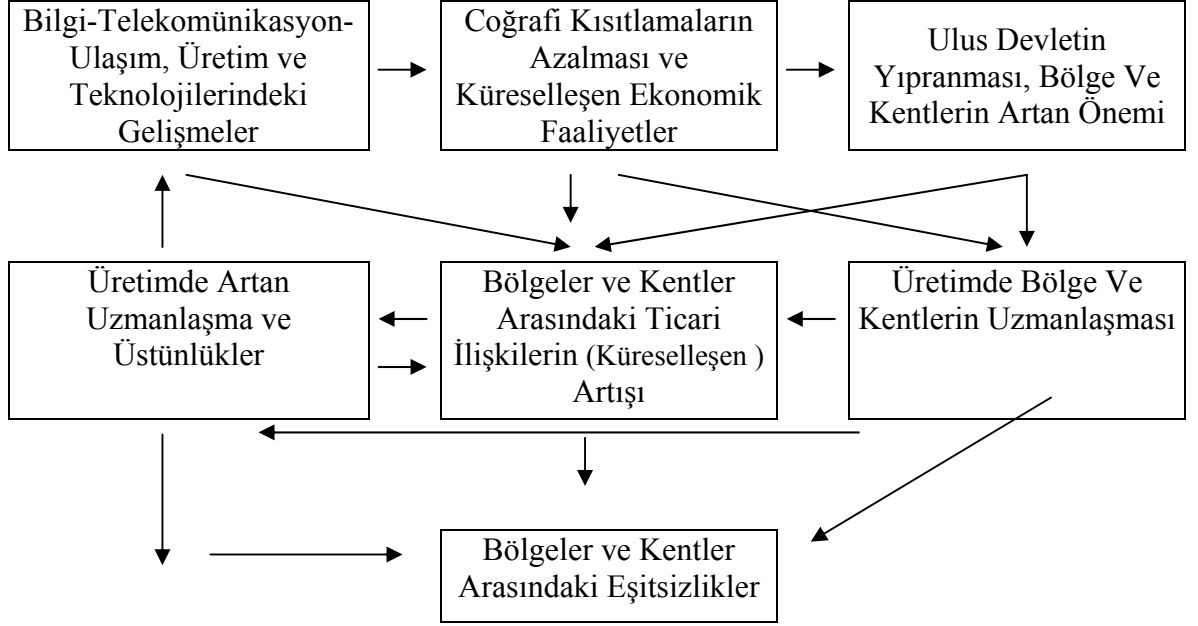 Bilgi-Telekomünikasyon-
Ulaşım, Üretim ve
Teknolojilerindeki
Gelişmeler
Coğrafi Kısıtlamaların
Azalması ve
Küreselleşen Ekonomik
Faaliyetler
Ulus Devletin
Yıpranması, Bölge Ve
Kentlerin Artan Önemi
Üretimde Artan
Uzmanlaşma ve
Üstünlükler
Bölgeler ve Kentler
Arasındaki Ticari
İlişkilerin (Küreselleşen )
Artışı
Üretimde Bölge Ve
Kentlerin Uzmanlaşması
Bölgeler ve Kentler
Arasındaki Eşitsizlikler